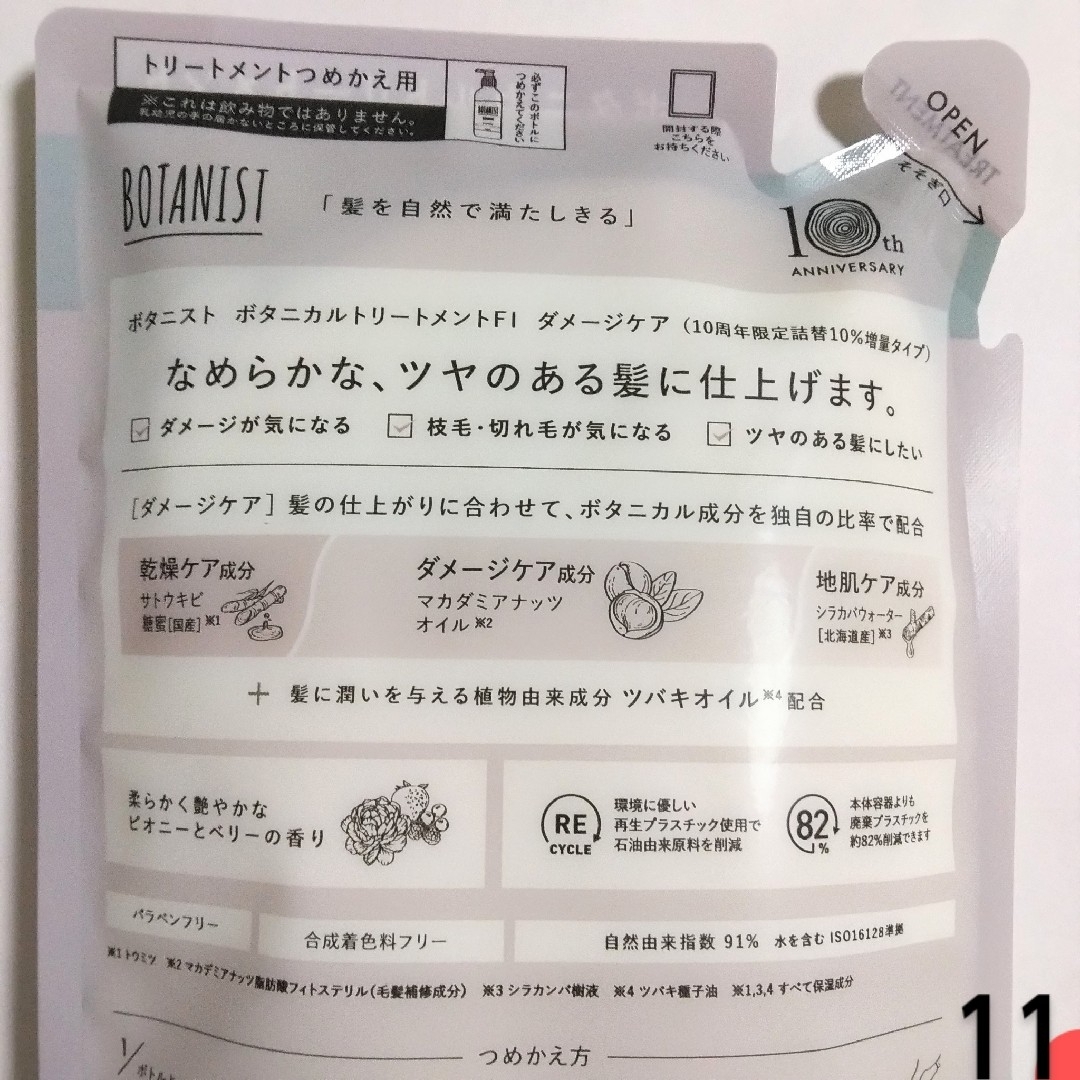 トリートメントつめかえ用
※これは飲み物ではありません。
乳幼児の手の届かないところに保管してください。
必ずこのボトルに
つめかえてください
開封する際
こちらを
お持ちください
OPEN
TREATMENT
そそぎ口
BOTANIST
「髪を自然で満たしきる」
10th
ANNIVERSARY
ボタニスト ボタニカルトリートメントFI ダメージケア（10周年限定詰替10%増量タイプ）
なめらかな、ツヤのある髪に仕上げます。
ダメージが気になる 枝毛・切れ毛が気になる ツヤのある髪にしたい
［ダメージケア］髪の仕上がりに合わせて、ボタニカル成分を独自の比率で配合
乾燥ケア成分
サトウキビ
糖蜜[国産]※1
ダメージケア成分
マカダミアナッツ
オイル※2
地肌ケア成分
シラカバウォーター
[北海道産]※3
＋ 髪に潤いを与える植物由来成分 ツバキオイル※4配合
柔らかく艶やかな
ピオニーとベリーの香り
RE
CYCLE
環境に優しい
再生プラスチック使用で
石油由来原料を削減
82
%
本体容器よりも
廃棄プラスチックを
約82%削減できます
パラベンフリー
合成着色料フリー
自然由来指数 91% 水を含む ISO16128準拠
※1 トウミツ ※2 マカデミアナッツ脂肪酸フィトステリル（毛髪補修成分） ※3 シラカンバ樹液 ※4 ツバキ種子油 ※1,3,4 すべて保湿成分
つめかえ方
1/
11